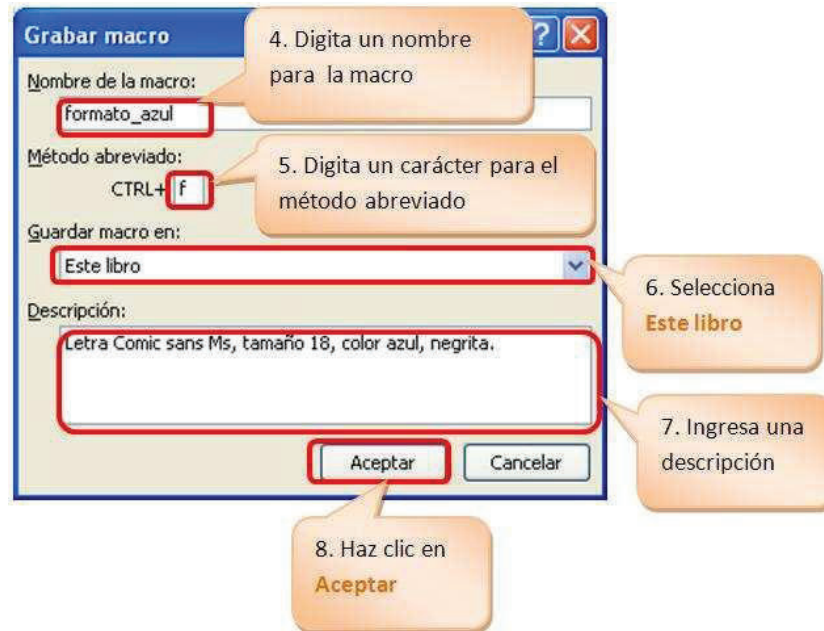 Grabar macro
4. Digita un nombre
para la macro
Nombre de la macro:
formato_azul
Método abreviado:
CTRL+ f
5. Digita un carácter para el
método abreviado
Guardar macro en:
Este libro
6. Selecciona
Este libro
Descripción:
Letra Comic sans Ms, tamaño 18, color azul, negrita.
7. Ingresa una
descripción
Aceptar
Cancelar
8. Haz clic en
Aceptar